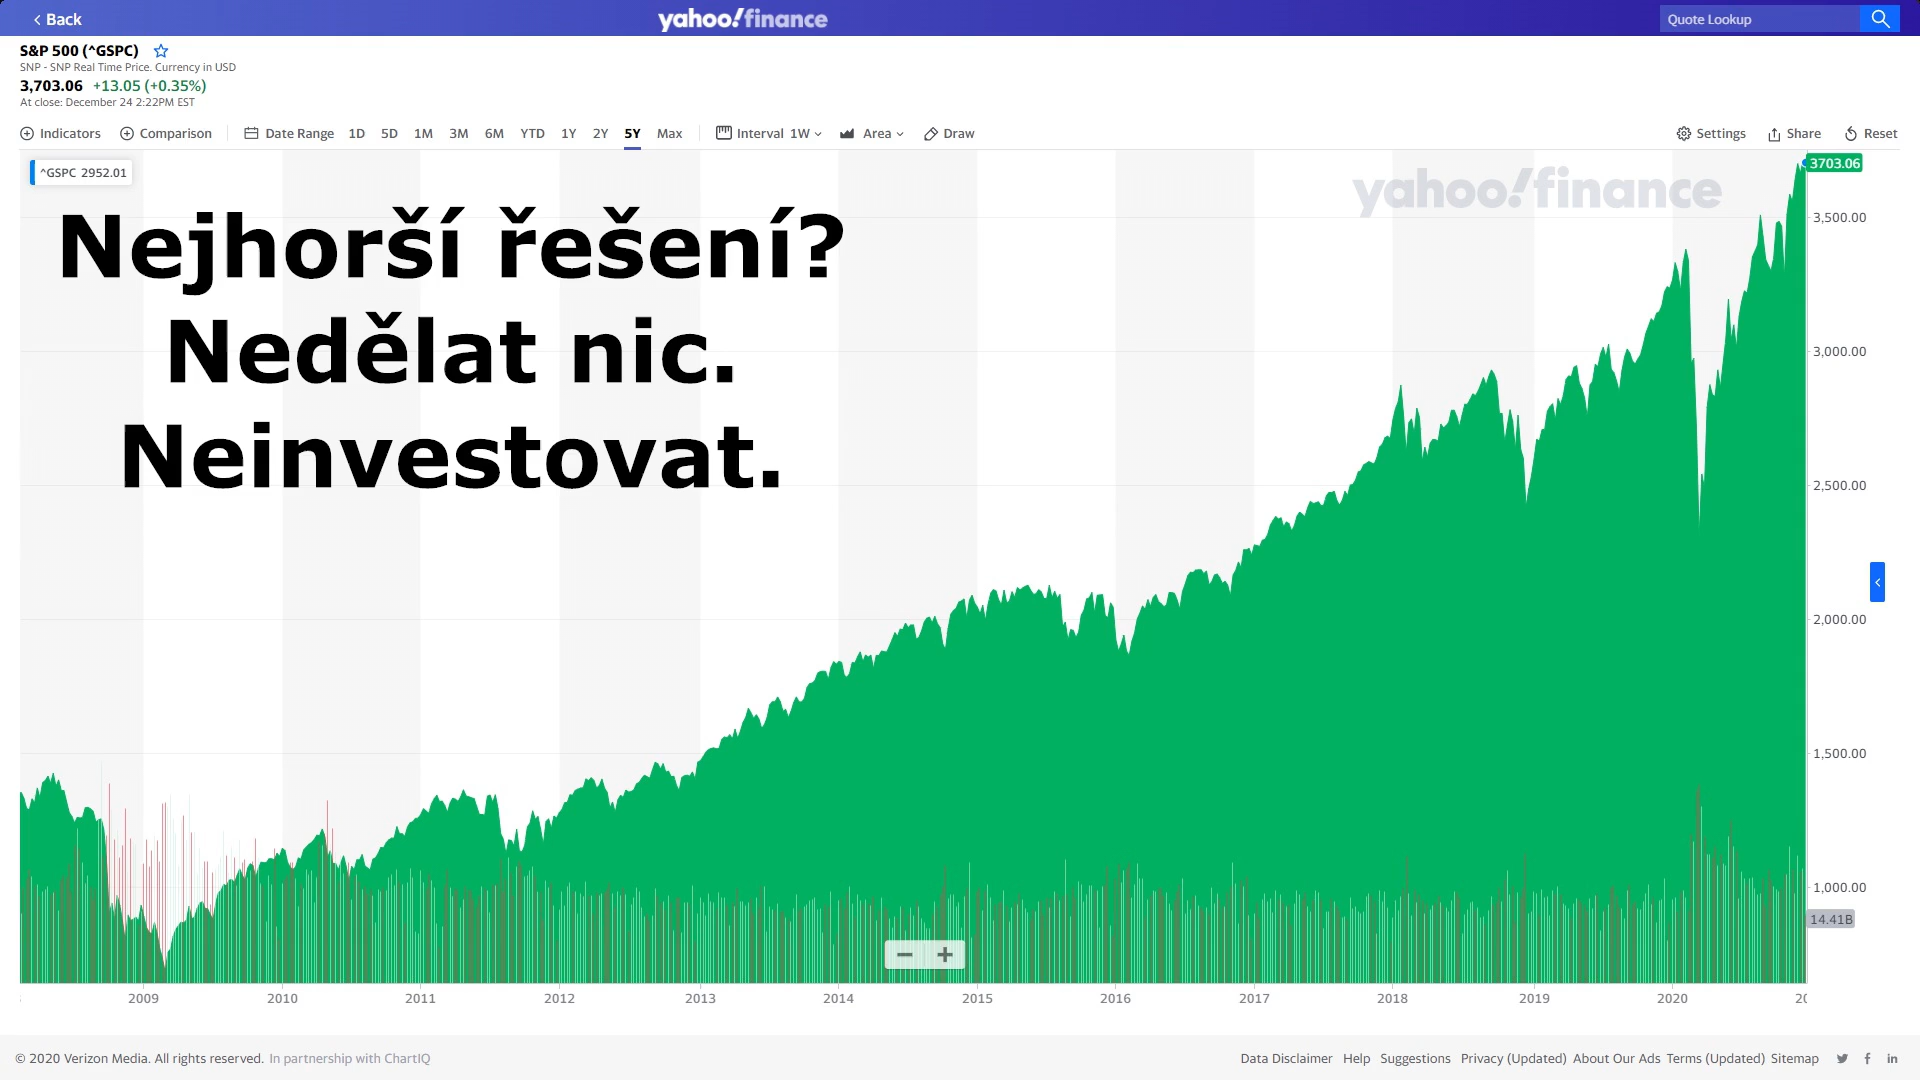 Back
yahoo!finance
Quote Lookup
S&P 500 (^GSPC)
SNP - SNP Real Time Price. Currency in USD
3,703.06 +13.05 (+0.35%)
At close: December 24 2:22PM EST
Indicators Comparison Date Range 1D 5D 1M 3M 6M YTD 1Y 2Y 5Y Max Interval 1W Area Draw Settings Share Reset
^GSPC 2952.01
yahoo!finance
3703.06
Nejhorší řešení?
Nedělat nic.
Neinvestovat.
3,500.00
3,000.00
2,500.00
2,000.00
1,500.00
1,000.00
14.41B
2009 2010 2011 2012 2013 2014 2015 2016 2017 2018 2019 2020
© 2020 Verizon Media. All rights reserved. In partnership with ChartIQ
Data Disclaimer Help Suggestions Privacy (Updated) About Our Ads Terms (Updated) Sitemap